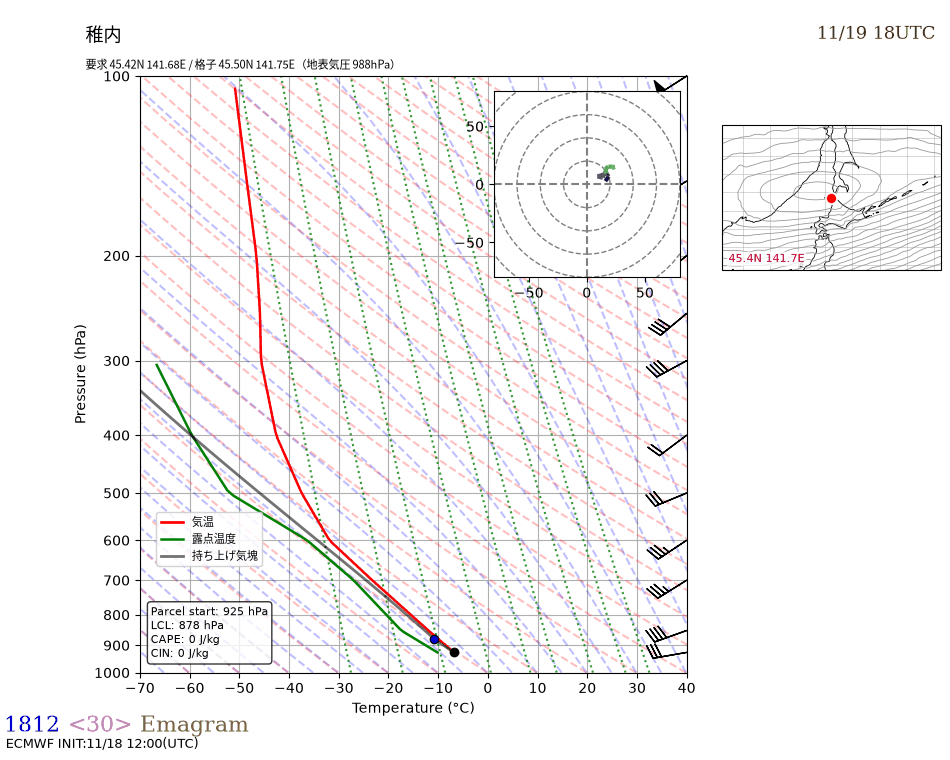 稚内
11/19 18UTC
要求 45.42N 141.68E / 格子 45.50N 141.75E（地表気圧 988hPa）
100
200
300
400
500
600
700
800
900
1000
Pressure (hPa)
50
0
−50
−50 0 50
45.4N 141.7E
気温
露点温度
持ち上げ気塊
Parcel start: 925 hPa
LCL: 878 hPa
CAPE: 0 J/kg
CIN: 0 J/kg
−70 −60 −50 −40 −30 −20 −10 0 10 20 30 40
Temperature (°C)
1812 <30> Emagram
ECMWF INIT:11/18 12:00(UTC)